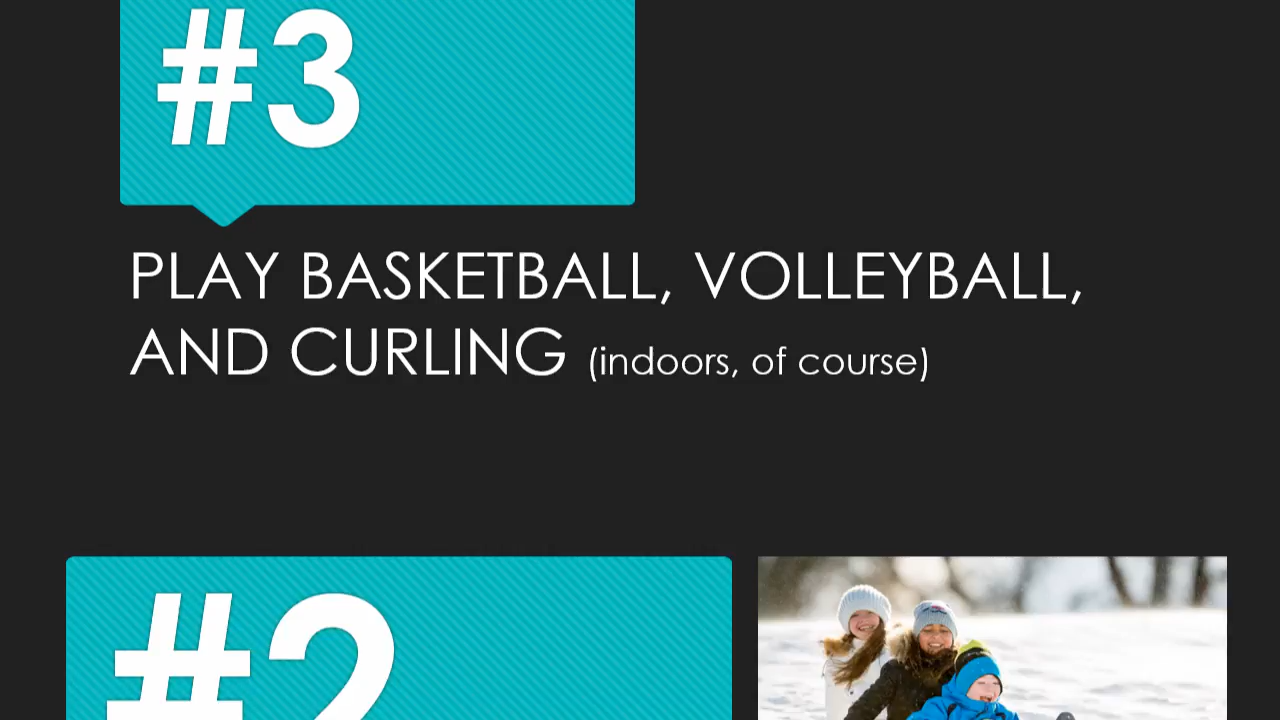 #3
PLAY BASKETBALL, VOLLEYBALL,
AND CURLING (indoors, of course)
#2